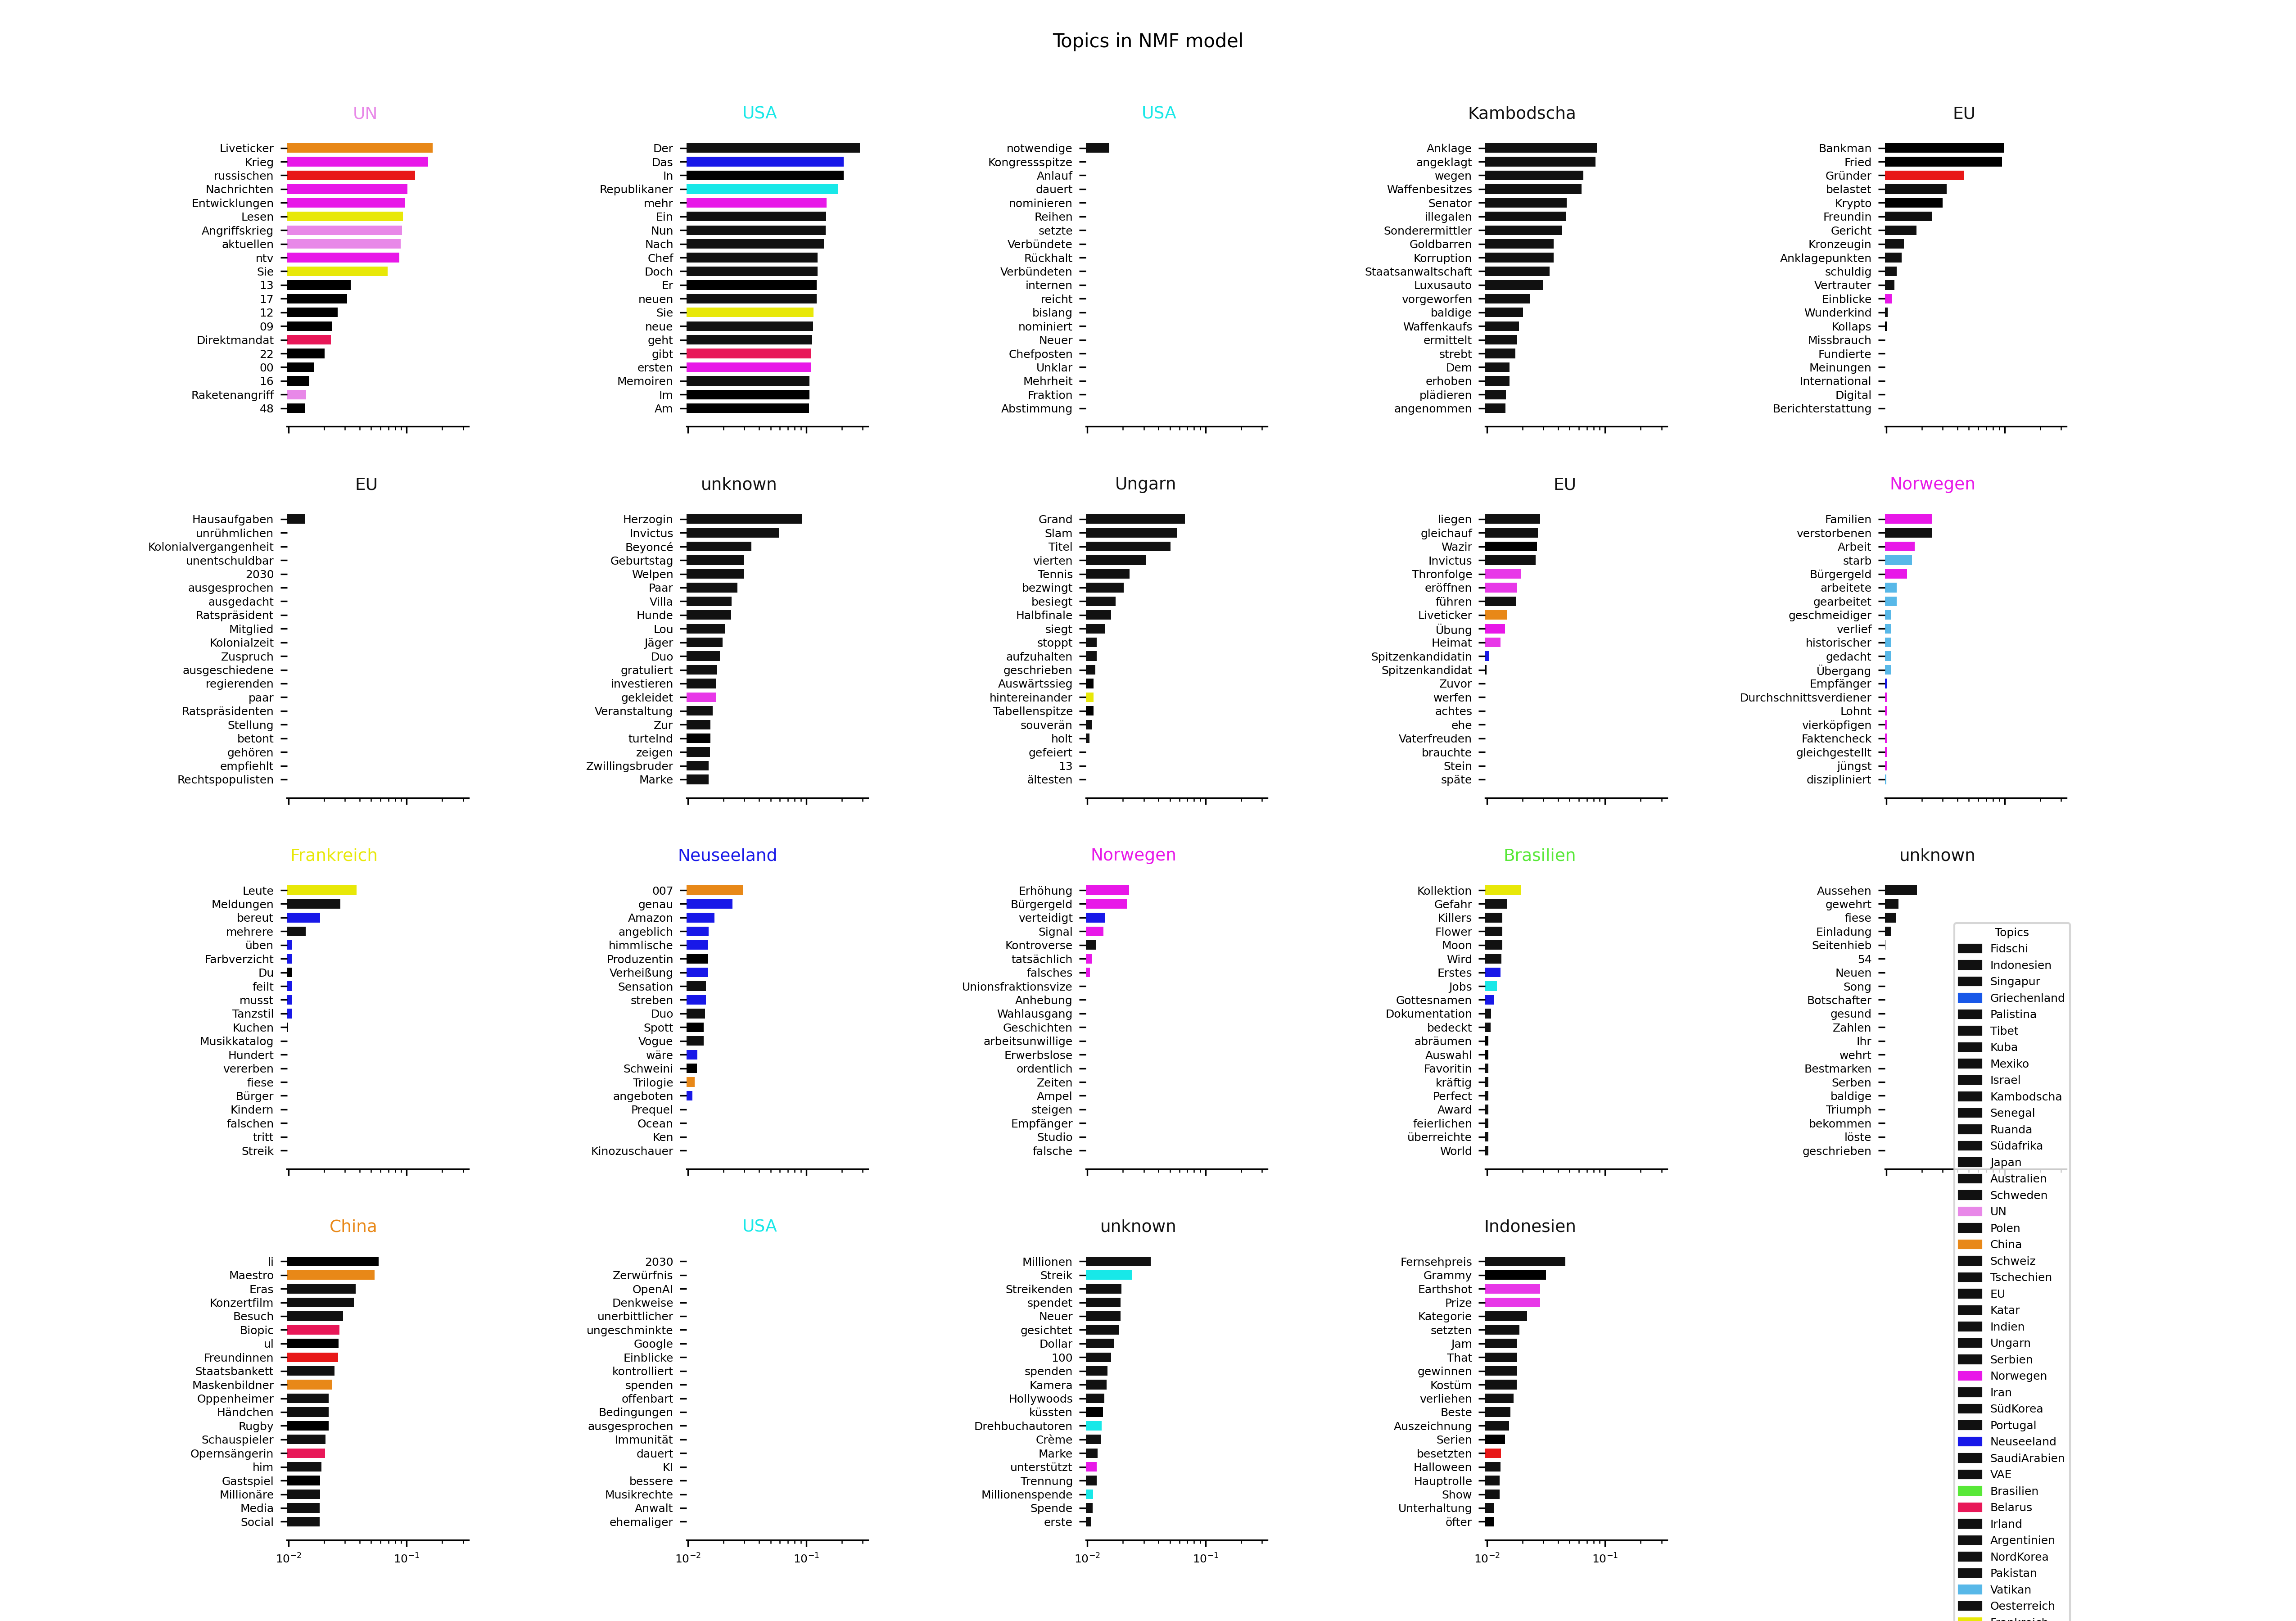 Topics in NMF model
UN
Liveticker
Krieg
russischen
Nachrichten
Entwicklungen
Lesen
Angriffskrieg
aktuellen
ntv
Sie
13
17
12
09
Direktmandat
22
00
16
Raketenangriff
48
USA
Der
Das
In
Republikaner
mehr
Ein
Nun
Nach
Chef
Doch
Er
neuen
Sie
neue
geht
gibt
ersten
Memoiren
Im
Am
USA
notwendige
Kongressspitze
Anlauf
dauert
nominieren
Reihen
setzte
Verbündete
Rückhalt
Verbündeten
internen
reicht
bislang
nominiert
Neuer
Chefposten
Unklar
Mehrheit
Fraktion
Abstimmung
Kambodscha
Anklage
angeklagt
wegen
Waffenbesitzes
Senator
illegalen
Sonderermittler
Goldbarren
Korruption
Staatsanwaltschaft
Luxusauto
vorgeworfen
baldige
Waffenkaufs
ermittelt
strebt
Dem
erhoben
plädieren
angenommen
EU
Bankman
Fried
Gründer
belastet
Krypto
Freundin
Gericht
Kronzeugin
Anklagepunkten
schuldig
Vertrauter
Einblicke
Wunderkind
Kollaps
Missbrauch
Fundierte
Meinungen
International
Digital
Berichterstattung
EU
Hausaufgaben
unrühmlichen
Kolonialvergangenheit
unentschuldbar
2030
ausgesprochen
ausgedacht
Ratspräsident
Mitglied
Kolonialzeit
Zuspruch
ausgeschiedene
regierenden
paar
Ratspräsidenten
Stellung
betont
gehören
empfiehlt
Rechtspopulisten
unknown
Herzogin
Invictus
Beyoncé
Geburtstag
Welpen
Paar
Villa
Hunde
Lou
Jäger
Duo
gratuliert
investieren
gekleidet
Veranstaltung
Zur
turtelnd
zeigen
Zwillingsbruder
Marke
Ungarn
Grand
Slam
Titel
vierten
Tennis
bezwingt
besiegt
Halbfinale
siegt
stoppt
aufzuhalten
geschrieben
Auswärtssieg
hintereinander
Tabellenspitze
souverän
holt
gefeiert
13
ältesten
EU
liegen
gleichauf
Wazir
Invictus
Thronfolge
eröffnen
führen
Liveticker
Übung
Heimat
Spitzenkandidatin
Spitzenkandidat
Zuvor
werfen
achtes
ehe
Vaterfreuden
brauchte
Stein
späte
Norwegen
Familien
verstorbenen
Arbeit
starb
Bürgergeld
arbeitete
gearbeitet
geschmeidiger
verlief
historischer
gedacht
Übergang
Empfänger
Durchschnittsverdiener
Lohnt
vierköpfigen
Faktencheck
gleichgestellt
jüngst
diszipliniert
Frankreich
Leute
Meldungen
bereut
mehrere
üben
Farbverzicht
Du
feilt
musst
Tanzstil
Kuchen
Musikkatalog
Hundert
vererben
fiese
Bürger
Kindern
falschen
tritt
Streik
Neuseeland
007
genau
Amazon
angeblich
himmlische
Produzentin
Verheißung
Sensation
streben
Duo
Spott
Vogue
wäre
Schweini
Trilogie
angeboten
Prequel
Ocean
Ken
Kinozuschauer
Norwegen
Erhöhung
Bürgergeld
verteidigt
Signal
Kontroverse
tatsächlich
falsches
Unionsfraktionsvize
Anhebung
Wahlausgang
Geschichten
arbeitsunwillige
Erwerbslose
ordentlich
Zeiten
Ampel
steigen
Empfänger
Studio
falsche
Brasilien
Kollektion
Gefahr
Killers
Flower
Moon
Wird
Erstes
Jobs
Gottesnamen
Dokumentation
bedeckt
abräumen
Auswahl
Favoritin
kräftig
Perfect
Award
feierlichen
überreichte
World
unknown
Aussehen
gewehrt
fiese
Einladung
Seitenhieb
54
Neuen
Song
Botschafter
gesund
Zahlen
Ihr
wehrt
Bestmarken
Serben
baldige
Triumph
bekommen
löste
geschrieben
China
li
Maestro
Eras
Konzertfilm
Besuch
Biopic
ul
Freundinnen
Staatsbankett
Maskenbildner
Oppenheimer
Händchen
Rugby
Schauspieler
Opernsängerin
him
Gastspiel
Millionäre
Media
Social
10⁻² 10⁻¹
USA
2030
Zerwürfnis
OpenAI
Denkweise
unerbittlicher
ungeschminkte
Google
Einblicke
kontrolliert
spenden
offenbart
Bedingungen
ausgesprochen
Immunität
dauert
KI
bessere
Musikrechte
Anwalt
ehemaliger
10⁻² 10⁻¹
unknown
Millionen
Streik
Streikenden
spendet
Neuer
gesichtet
Dollar
100
spenden
Kamera
Hollywoods
küssten
Drehbuchautoren
Crème
Marke
unterstützt
Trennung
Millionenspende
Spende
erste
10⁻² 10⁻¹
Indonesien
Fernsehpreis
Grammy
Earthshot
Prize
Kategorie
setzten
Jam
That
gewinnen
Kostüm
verliehen
Beste
Auszeichnung
Serien
besetzten
Halloween
Hauptrolle
Show
Unterhaltung
öfter
10⁻² 10⁻¹
Topics
Fidschi
Indonesien
Singapur
Griechenland
Palistina
Tibet
Kuba
Mexiko
Israel
Kambodscha
Senegal
Ruanda
Südafrika
Japan
Australien
Schweden
UN
Polen
China
Schweiz
Tschechien
EU
Katar
Indien
Ungarn
Serbien
Norwegen
Iran
SüdKorea
Portugal
Neuseeland
SaudiArabien
VAE
Brasilien
Belarus
Irland
Argentinien
NordKorea
Pakistan
Vatikan
Oesterreich